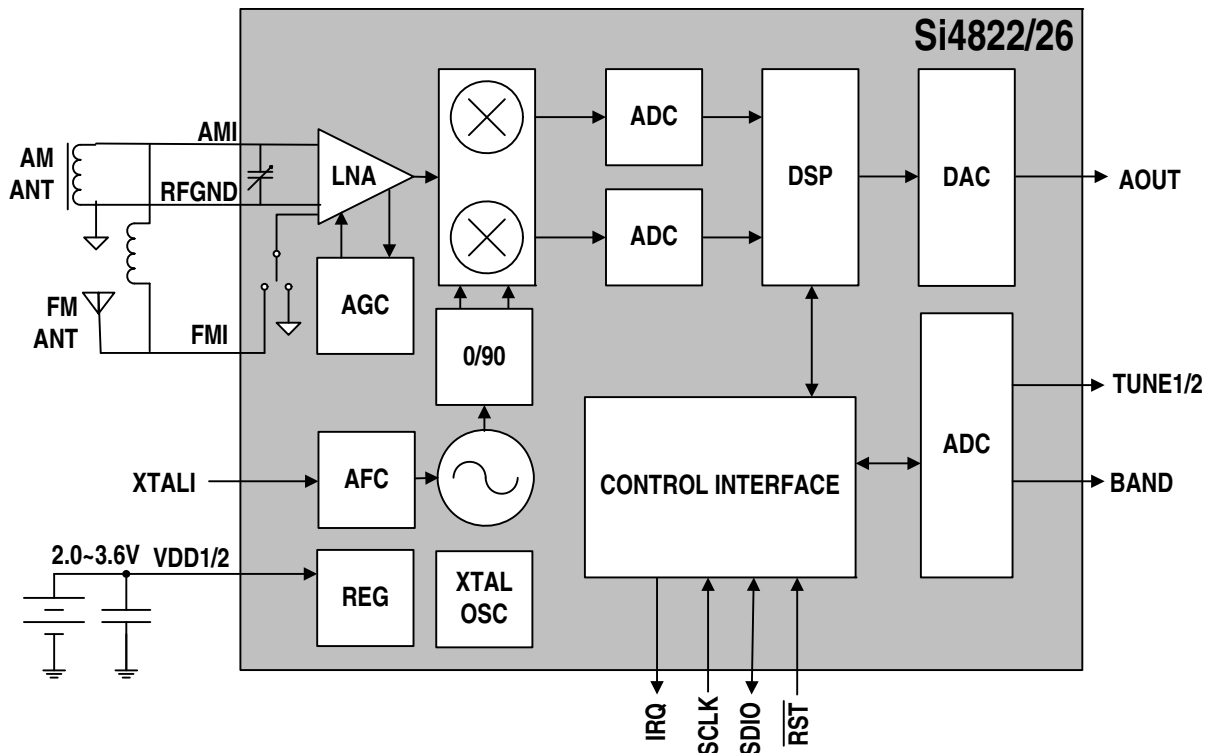 Si4822/26
AMI
AM
ANT
RFGND
LNA
ADC
DSP
DAC
AOUT
ADC
AGC
FM
ANT
FMI
0/90
TUNE1/2
ADC
BAND
XTALI
AFC
CONTROL INTERFACE
2.0~3.6V VDD1/2
REG
XTAL
OSC
IRQ
SCLK
SDIO
RST